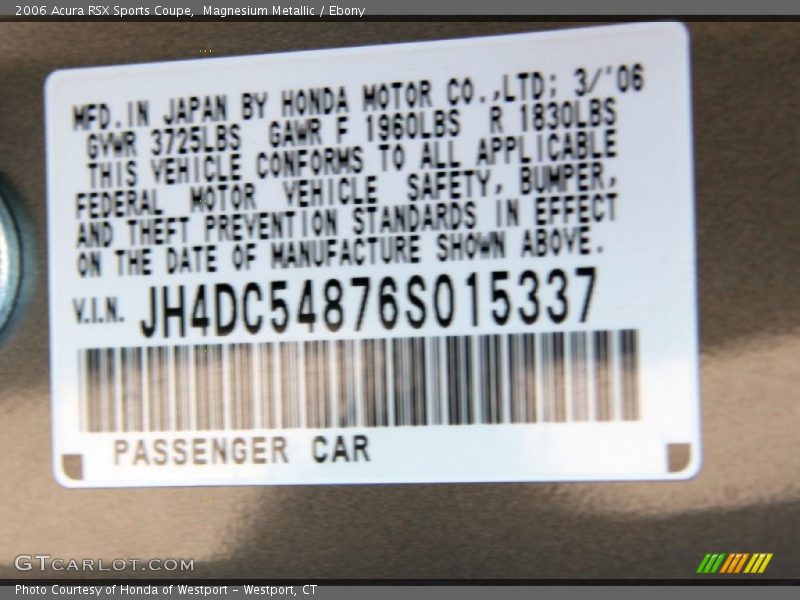 2006 Acura RSX Sports Coupe,  Magnesium Metallic / Ebony
MFD.IN JAPAN BY HONDA MOTOR CO.,LTD; 3/'06
GVWR 3725LBS GAWR F 1960LBS R 1830LBS
THIS VEHICLE CONFORMS TO ALL APPLICABLE
FEDERAL MOTOR VEHICLE SAFETY, BUMPER,
AND THEFT PREVENTION STANDARDS IN EFFECT
ON THE DATE OF MANUFACTURE SHOWN ABOVE.
V.I.N. JH4DC54876S015337
PASSENGER CAR
GTCARLOT.COM
Photo Courtesy of Honda of Westport - Westport, CT